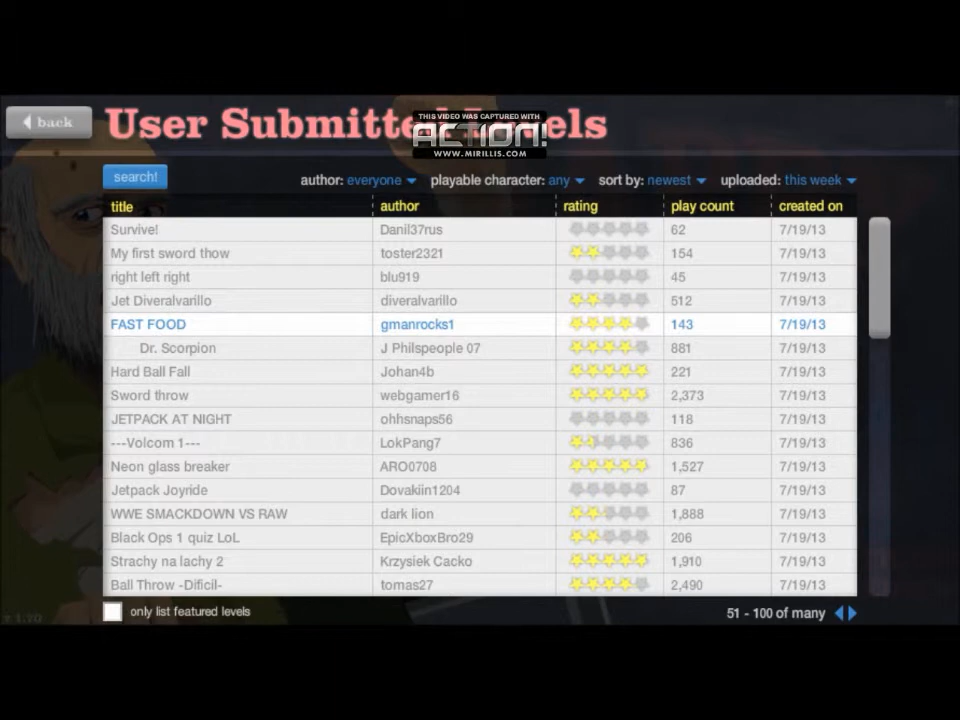 back
User Submitted Levels
THIS VIDEO WAS CAPTURED WITH
ACTION!
WWW.MIRILLIS.COM
search!
author: everyone playable character: any sort by: newest uploaded: this week
title author rating play count created on
Survive! Danil37rus 62 7/19/13
My first sword thow toster2321 154 7/19/13
right left right blu919 45 7/19/13
Jet Diveralvarillo diveralvarillo 512 7/19/13
FAST FOOD gmanrocks1 143 7/19/13
Dr. Scorpion J Philspeople 07 881 7/19/13
Hard Ball Fall Johan4b 221 7/19/13
Sword throw webgamer16 2,373 7/19/13
JETPACK AT NIGHT ohhsnaps56 118 7/19/13
---Volcom 1--- LokPang7 836 7/19/13
Neon glass breaker ARO0708 1,527 7/19/13
Jetpack Joyride Dovakiin1204 87 7/19/13
WWE SMACKDOWN VS RAW dark lion 1,888 7/19/13
Black Ops 1 quiz LoL EpicXboxBro29 206 7/19/13
Strachy na lachy 2 Krzysiek Cacko 1,910 7/19/13
Ball Throw -Dificil- tomas27 2,490 7/19/13
only list featured levels 51 - 100 of many
v 1.70